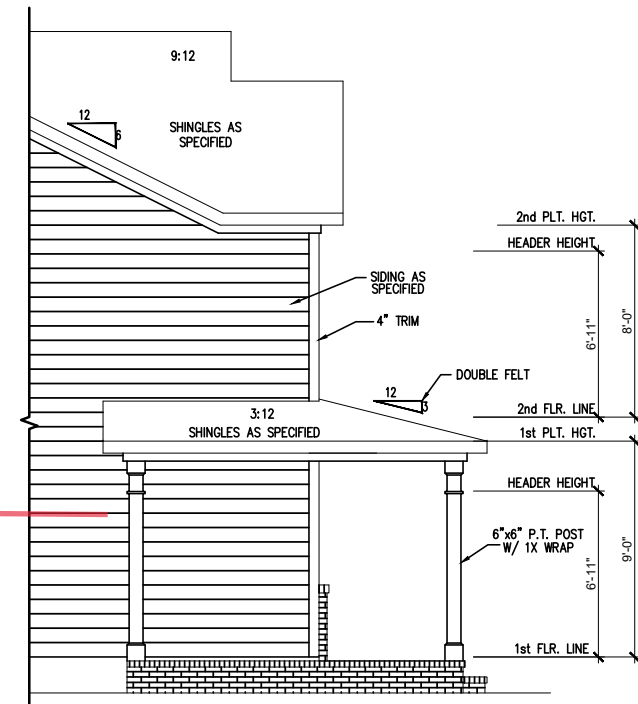 9:12
12
6
SHINGLES AS
SPECIFIED
2nd PLT. HGT.
HEADER HEIGHT
SIDING AS
SPECIFIED
4" TRIM
6'-11"
8'-0"
DOUBLE FELT
12
3
3:12
SHINGLES AS SPECIFIED
2nd FLR. LINE
1st PLT. HGT.
HEADER HEIGHT
6"x6" P.T. POST
W/ 1X WRAP
6'-11"
9'-0"
1st FLR. LINE